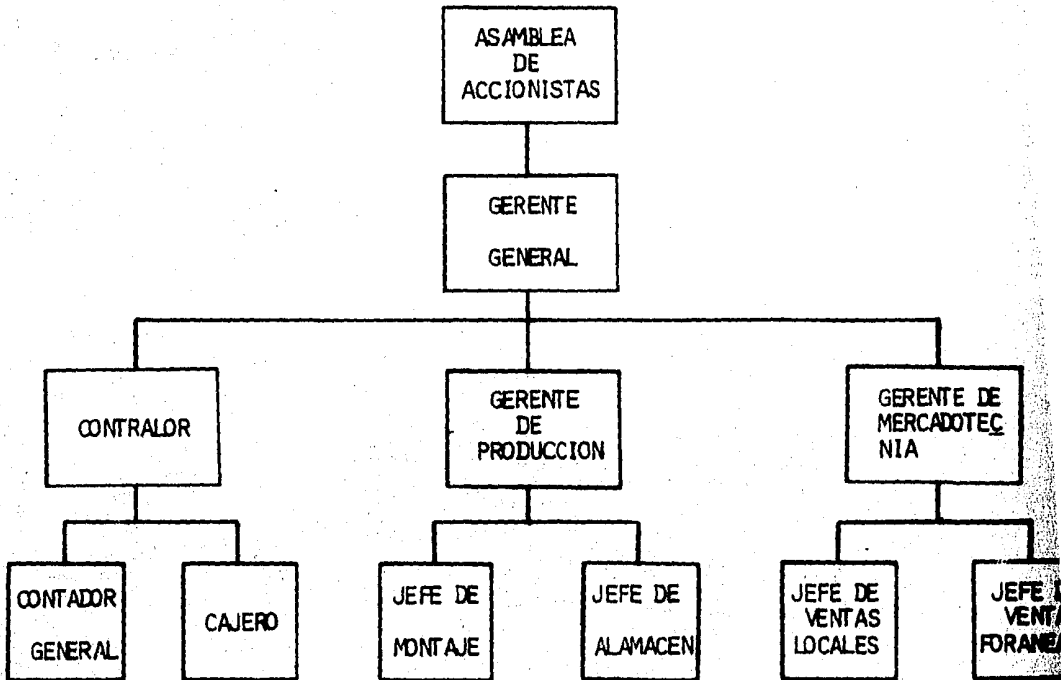 ASAMBLEA
DE
ACCIONISTAS
GERENTE
GENERAL
CONTRALOR
GERENTE
DE
PRODUCCION
GERENTE DE
MERCADOTEC
NIA
CONTADOR
GENERAL
CAJERO
JEFE DE
MONTAJE
JEFE DE
ALAMACEN
JEFE DE
VENTAS
LOCALES
JEFE